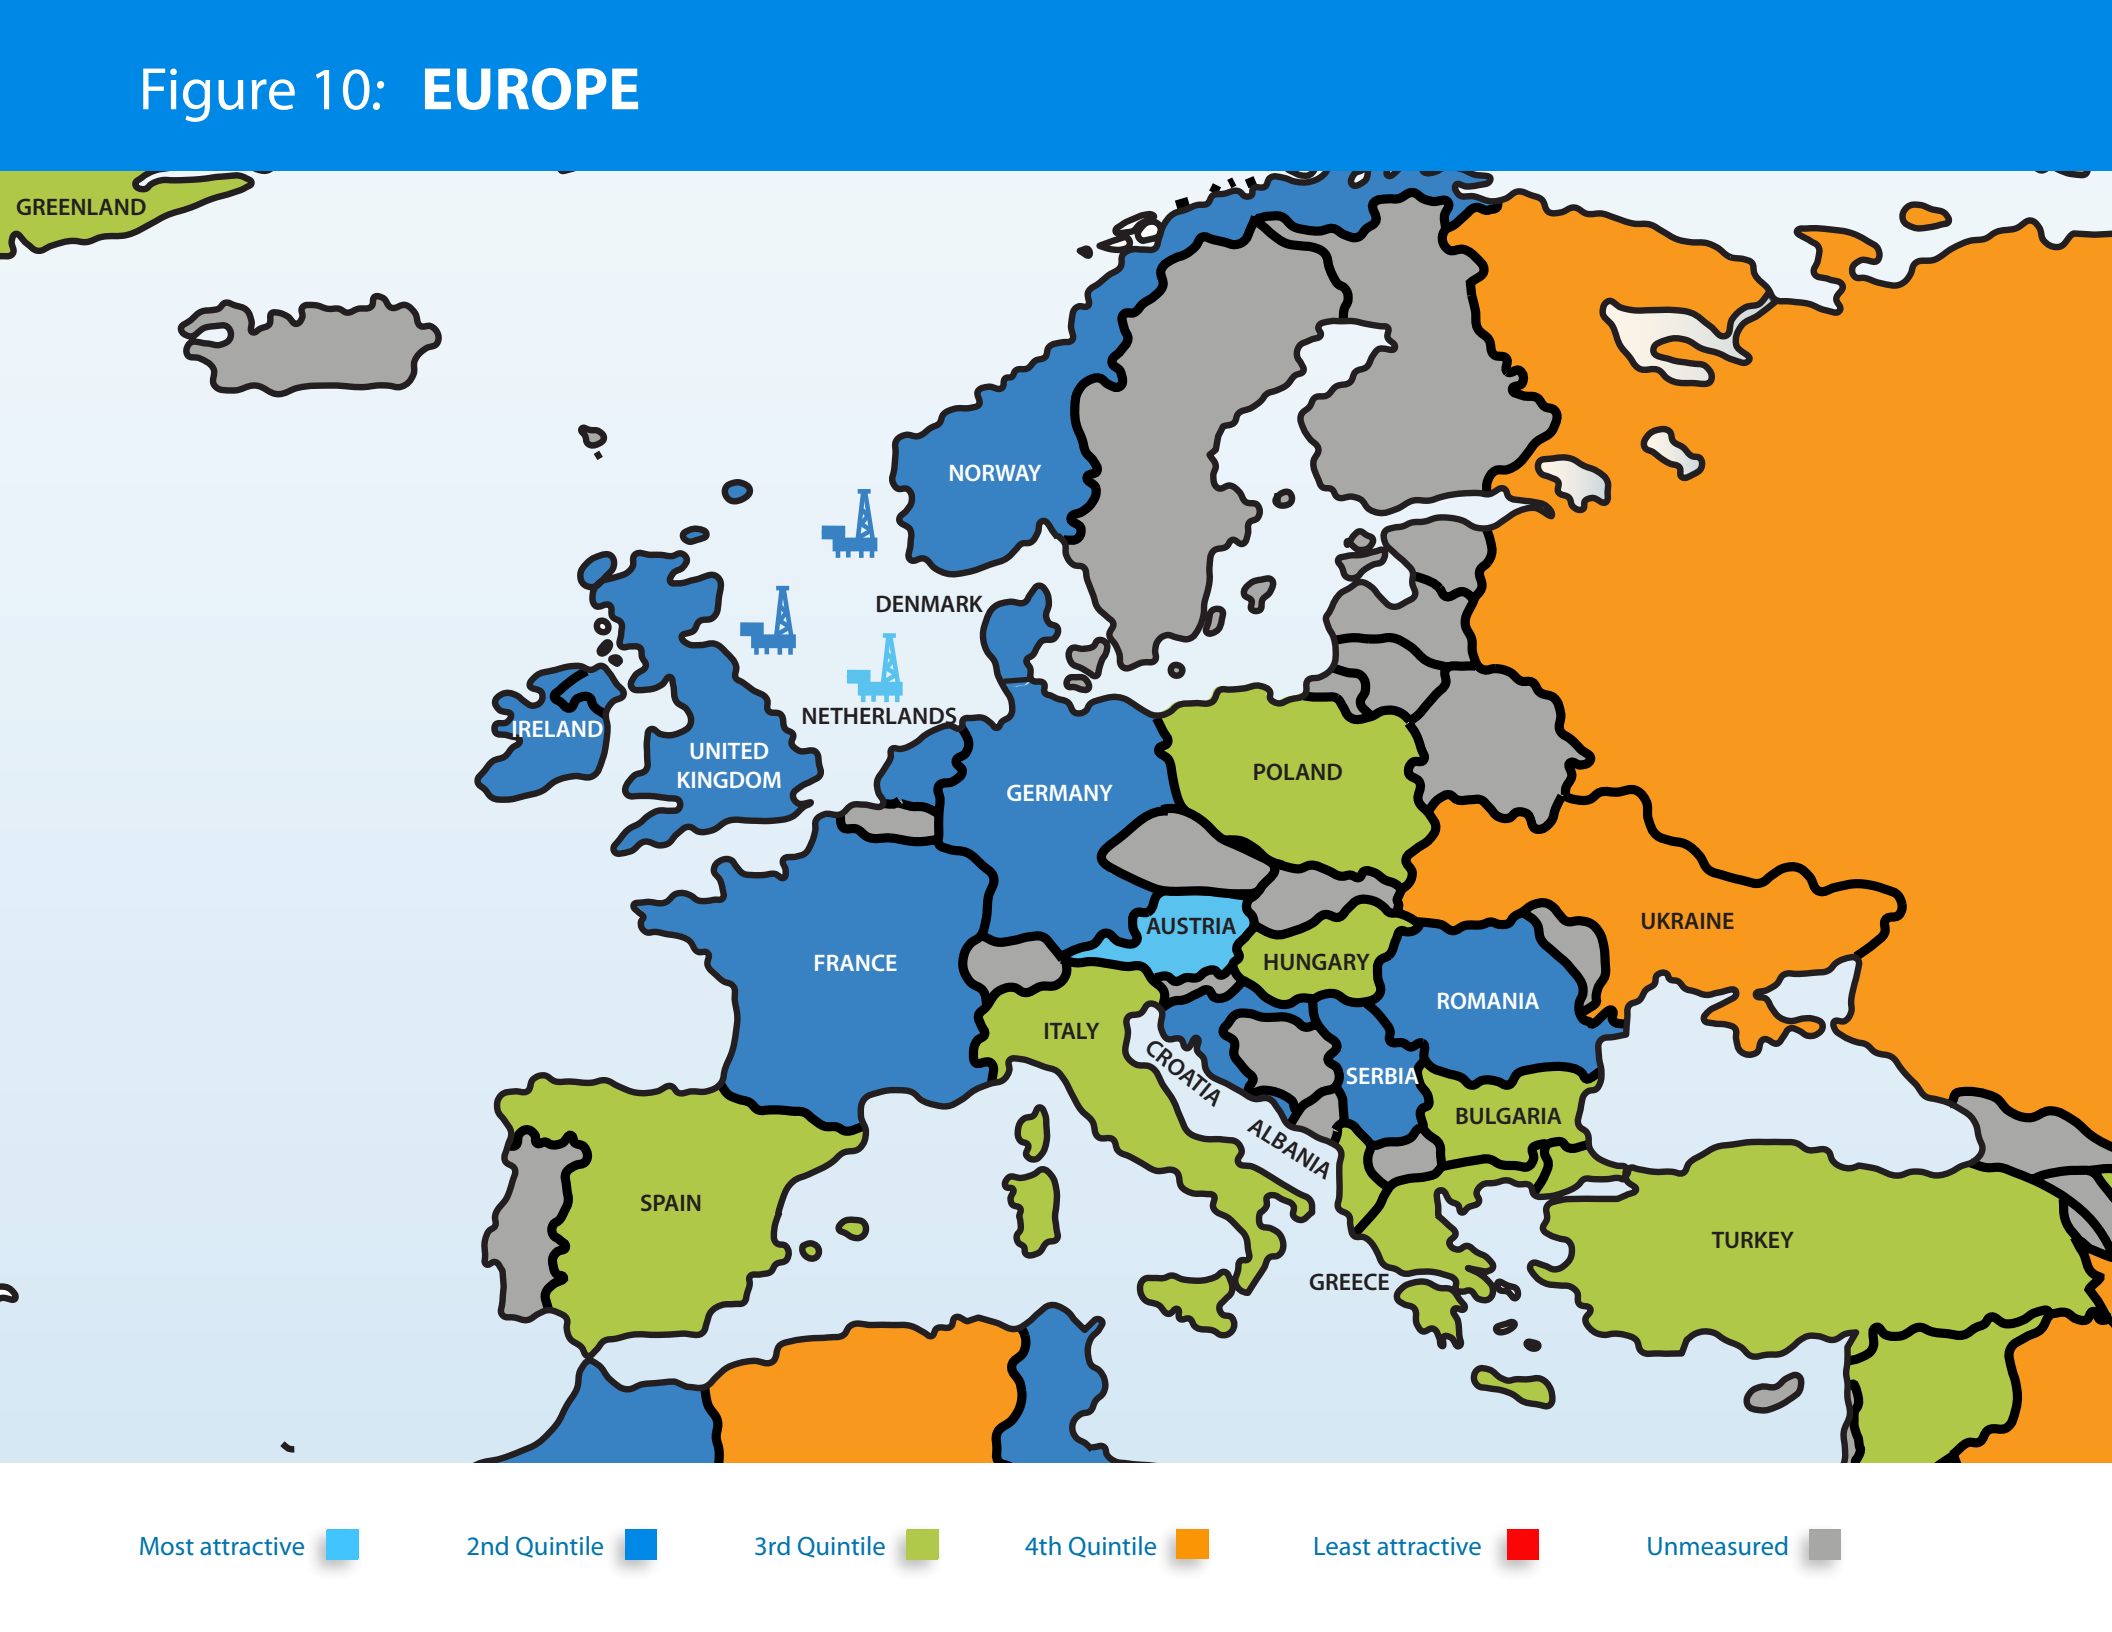 Figure 10: EUROPE
GREENLAND
NORWAY
DENMARK
NETHERLANDS
IRELAND
UNITED
KINGDOM
GERMANY
POLAND
AUSTRIA
UKRAINE
FRANCE
HUNGARY
ROMANIA
ITALY
CROATIA
SERBIA
BULGARIA
ALBANIA
SPAIN
TURKEY
GREECE
Most attractive
2nd Quintile
3rd Quintile
4th Quintile
Least attractive
Unmeasured